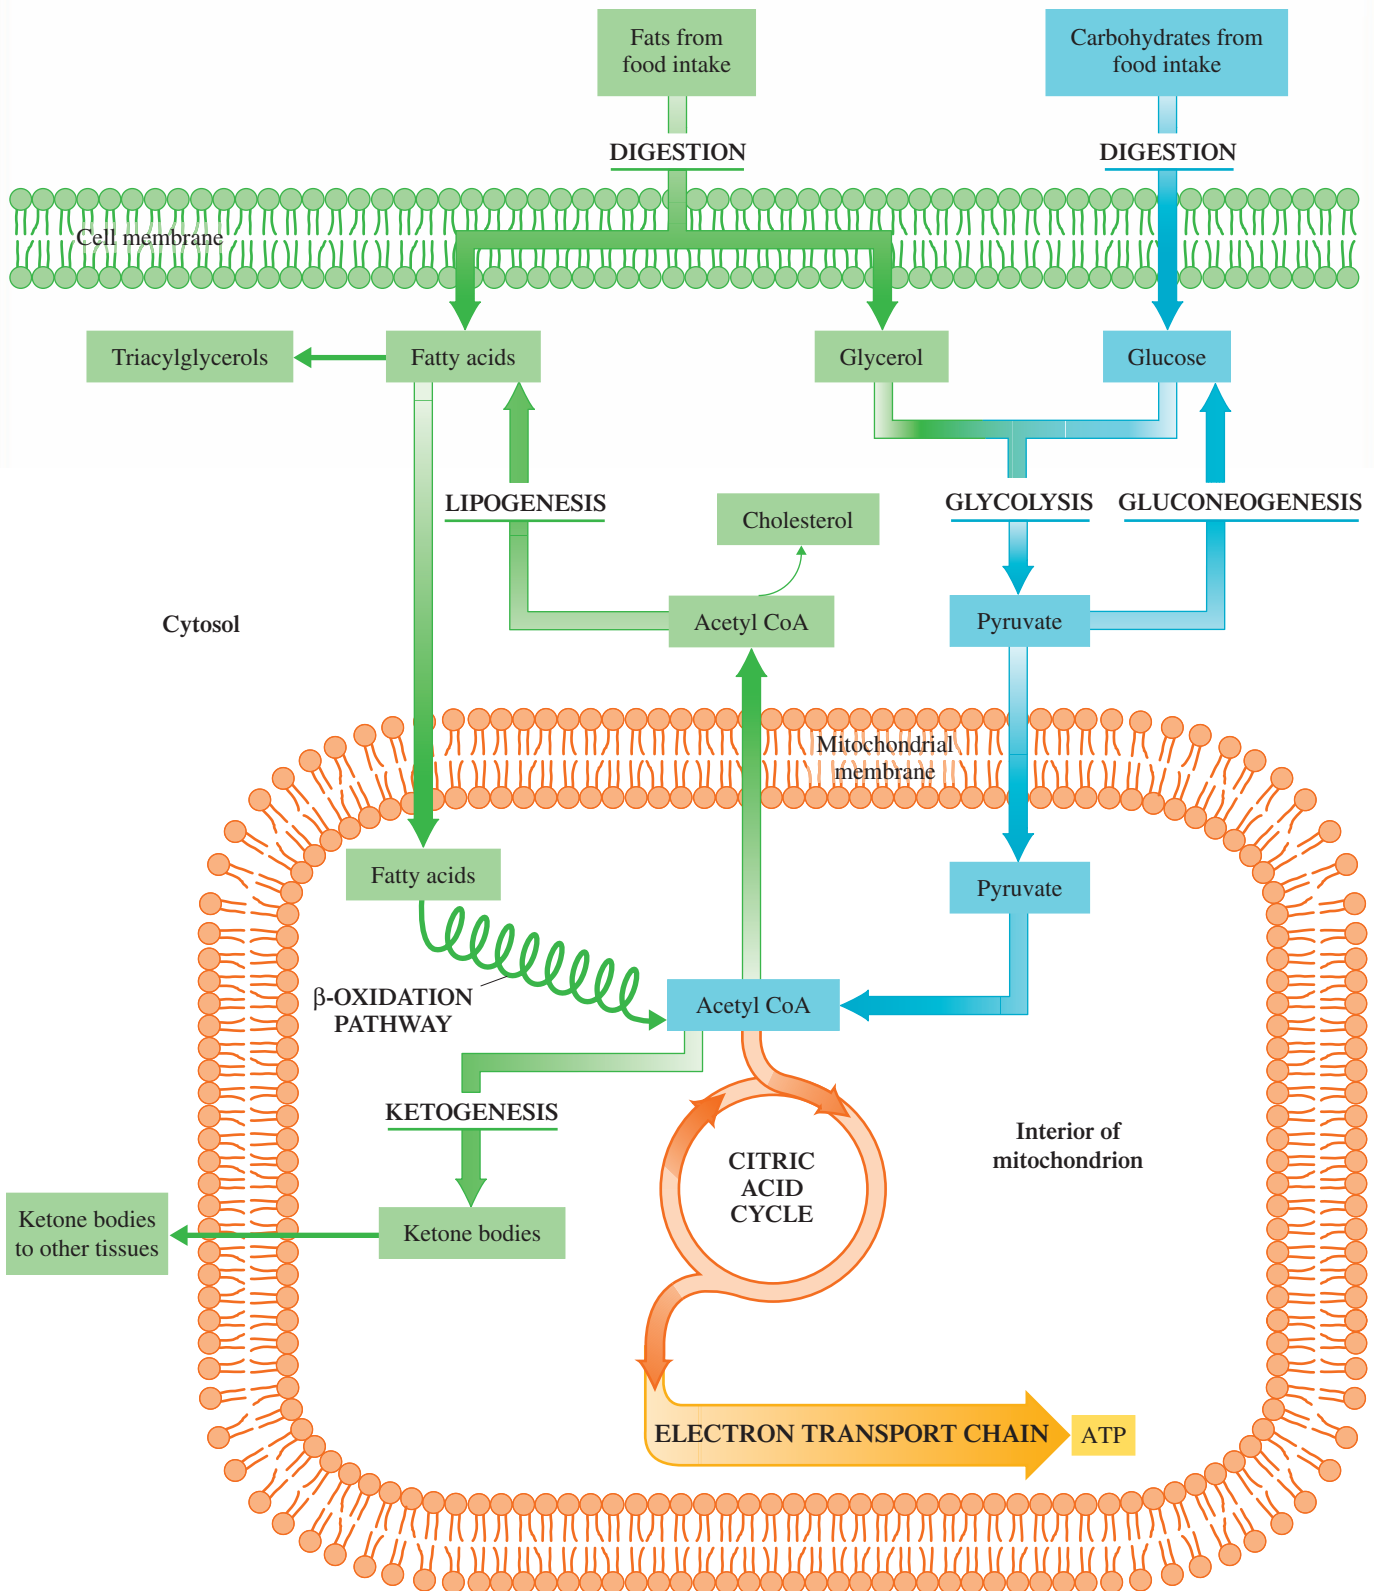 Fats from
food intake
Carbohydrates from
food intake
DIGESTION
DIGESTION
Cell membrane
Triacylglycerols
Fatty acids
Glycerol
Glucose
LIPOGENESIS
Cholesterol
GLYCOLYSIS
GLUCONEOGENESIS
Cytosol
Acetyl CoA
Pyruvate
Mitochondrial
membrane
Fatty acids
Pyruvate
β-OXIDATION
PATHWAY
Acetyl CoA
KETOGENESIS
CITRIC
ACID
CYCLE
Interior of
mitochondrion
Ketone bodies
to other tissues
Ketone bodies
ELECTRON TRANSPORT CHAIN
ATP